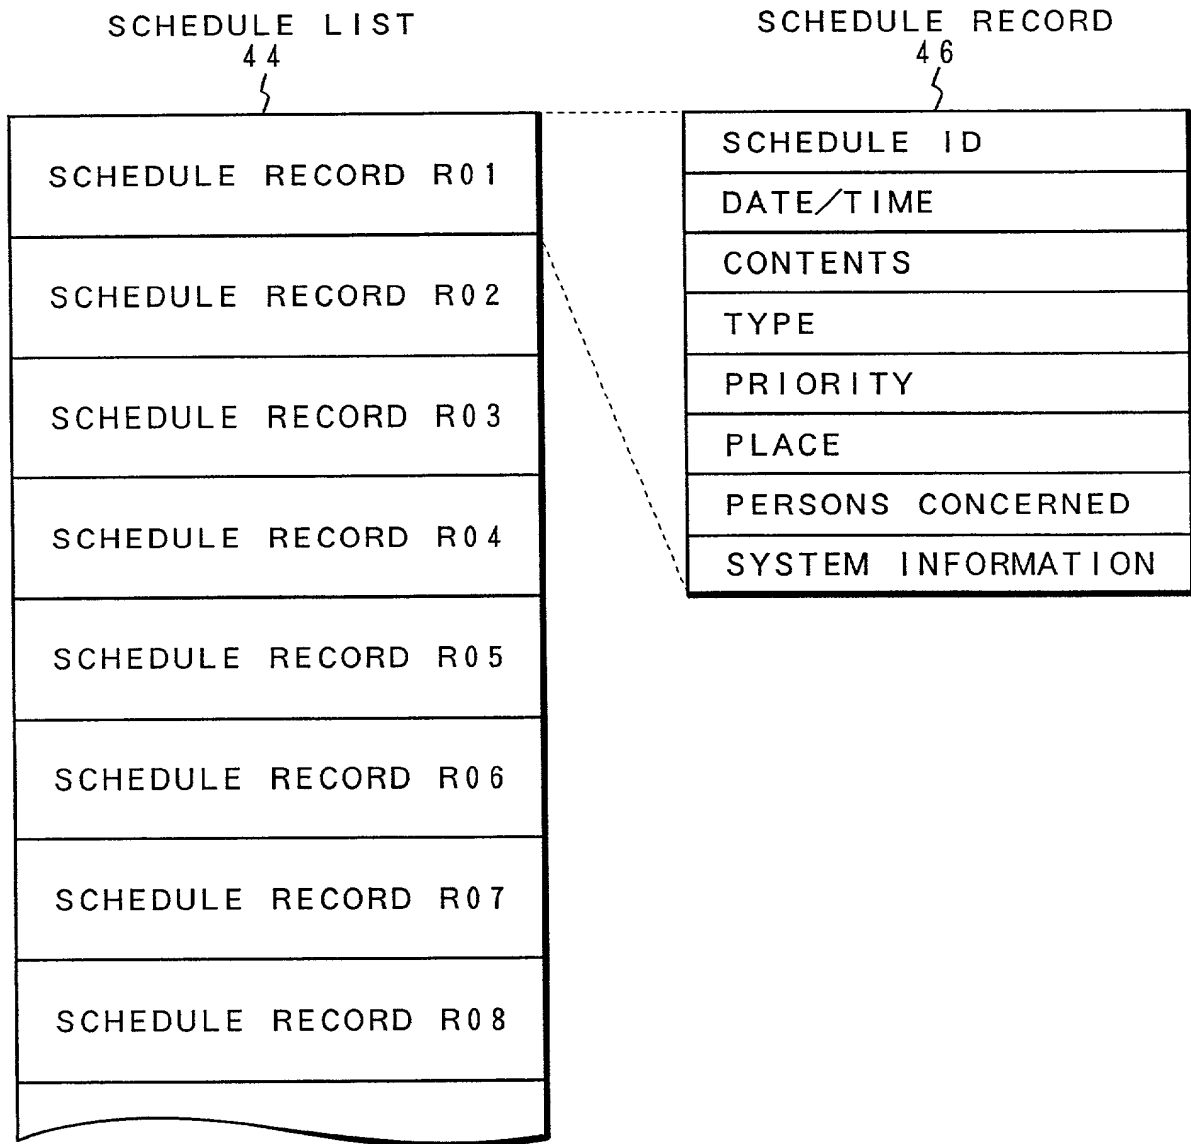 SCHEDULE LIST
44
SCHEDULE RECORD R01
SCHEDULE RECORD R02
SCHEDULE RECORD R03
SCHEDULE RECORD R04
SCHEDULE RECORD R05
SCHEDULE RECORD R06
SCHEDULE RECORD R07
SCHEDULE RECORD R08
SCHEDULE RECORD
46
SCHEDULE ID
DATE/TIME
CONTENTS
TYPE
PRIORITY
PLACE
PERSONS CONCERNED
SYSTEM INFORMATION